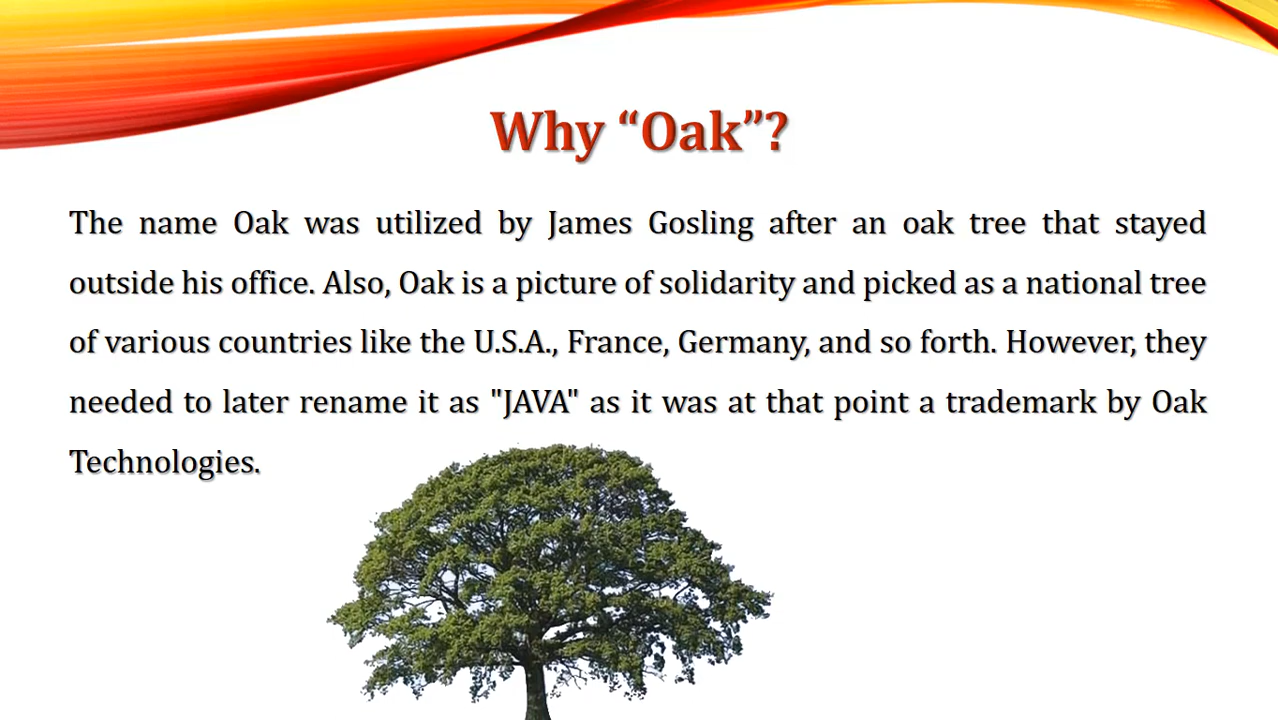 Why “Oak”?
The name Oak was utilized by James Gosling after an oak tree that stayed
outside his office. Also, Oak is a picture of solidarity and picked as a national tree
of various countries like the U.S.A., France, Germany, and so forth. However, they
needed to later rename it as "JAVA" as it was at that point a trademark by Oak
Technologies.